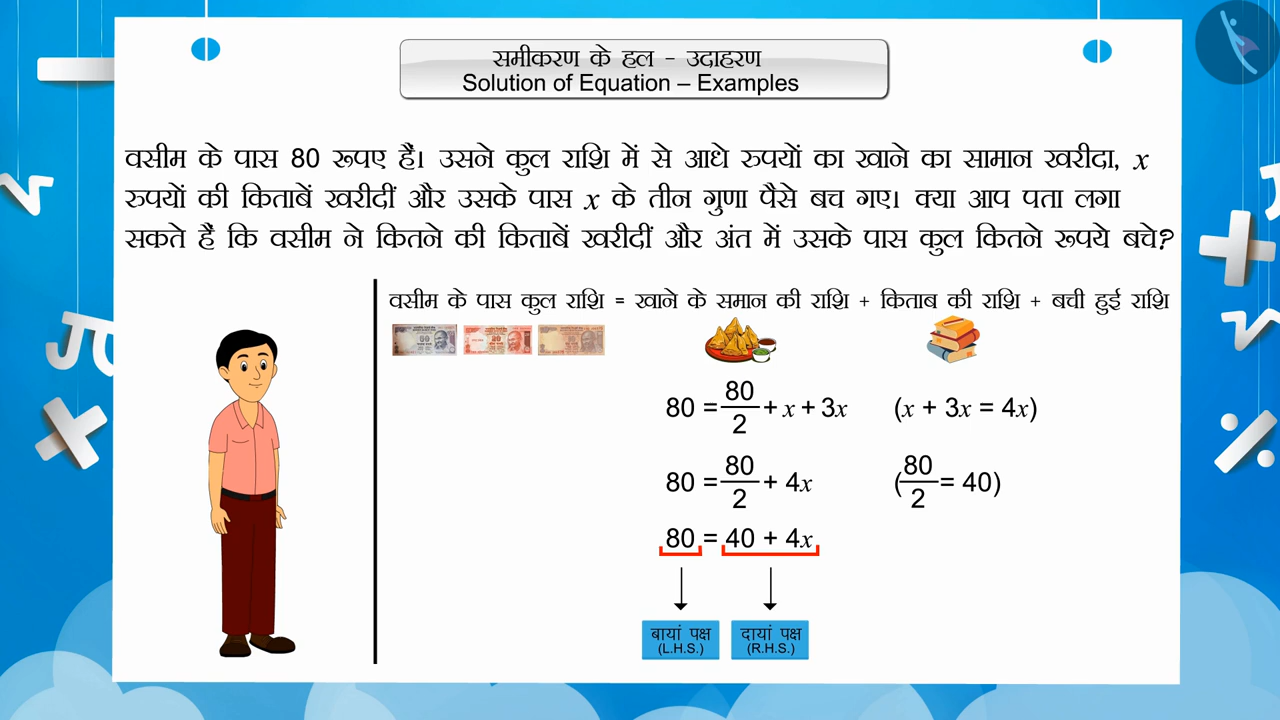 समीकरण के हल - उदाहरण
Solution of Equation – Examples
वसीम के पास 80 रूपए हैं। उसने कुल राशि में से आधे रुपयों का खाने का सामान खरीदा, x
रुपयों की किताबें खरीदीं और उसके पास x के तीन गुणा पैसे बच गए। क्या आप पता लगा
सकते हैं कि वसीम ने कितने की किताबें खरीदीं और अंत में उसके पास कुल कितने रूपये बचे?
वसीम के पास कुल राशि = खाने के समान की राशि + किताब की राशि + बची हुई राशि
80 = 80/2 + x + 3x (x + 3x = 4x)
80 = 80/2 + 4x (80/2 = 40)
80 = 40 + 4x
बायां पक्ष दायां पक्ष
(L.H.S.) (R.H.S.)